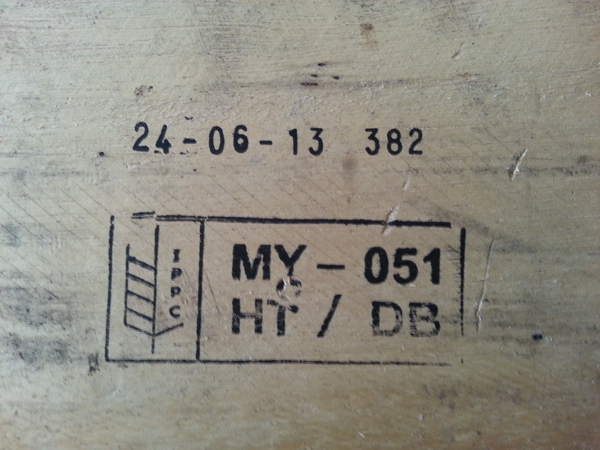 24-06-13 382
IPPC
MY-051
HT / DB